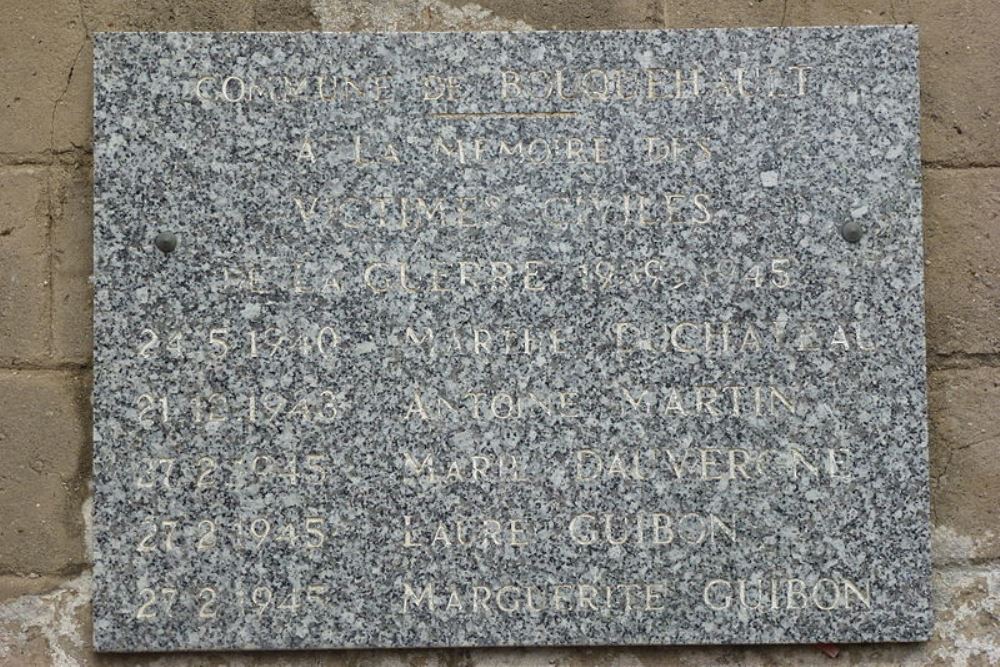 COMMUNE DE BOUQUEHAULT
A LA MEMOIRE DES
VICTIMES CIVILES
DE LA GUERRE 1939-1945
24 5 1940 MARTHE DUCHATEAU
21 12 1943 ANTOINE MARTIN
27 2 1945 MARIE DAUVERGNE
27 2 1945 LAURE GUIBON
27 2 1945 MARGUERITE GUIBON